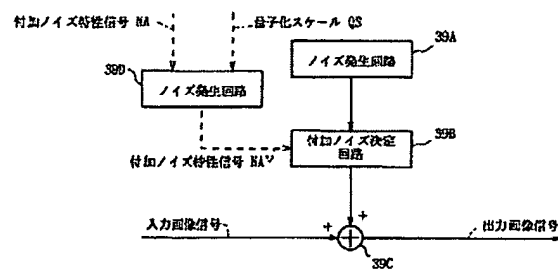 付加ノイズ特性信号 NA
量子化スケール QS
39A
39D
ノイズ発生回路
ノイズ発生回路
39B
付加ノイズ決定
回路
付加ノイズ特性信号 NA"
+
+
入力画像信号
出力画像信号
39C